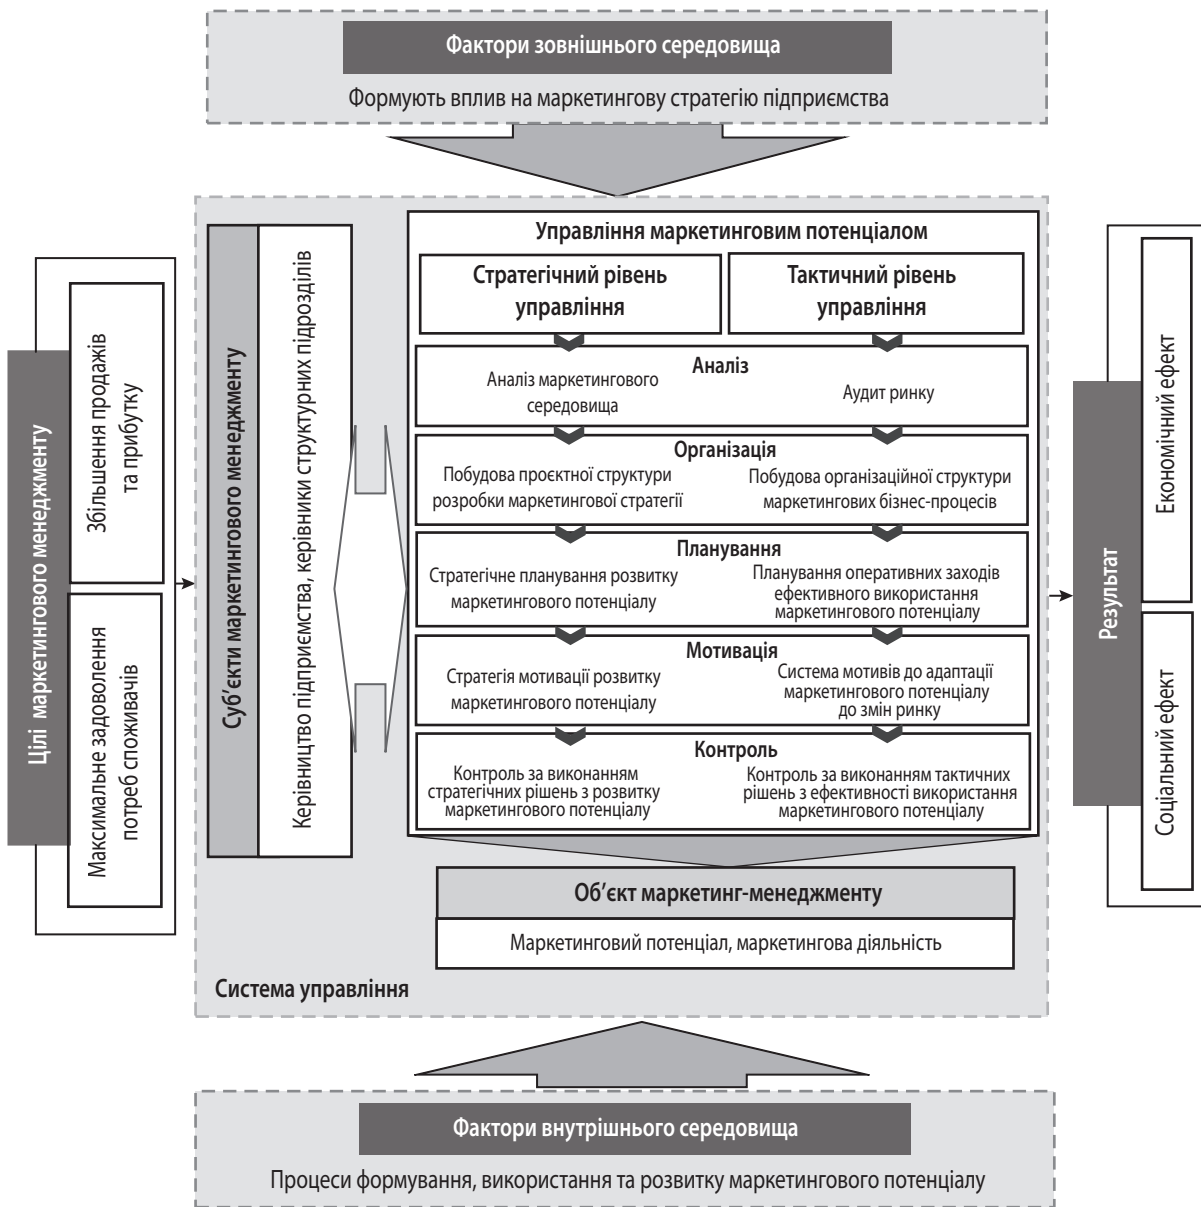 Фактори зовнішнього середовища
Формують вплив на маркетингову стратегію підприємства
Цілі маркетингового менеджменту
Збільшення продажів
та прибутку
Максимальне задоволення
потреб споживачів
Суб’єкти маркетингового менеджменту
Керівництво підприємства, керівники структурних підрозділів
Управління маркетинговим потенціалом
Стратегічний рівень
управління
Тактичний рівень
управління
Аналіз
Аналіз маркетингового
середовища
Аудит ринку
Організація
Побудова проєктної структури
розробки маркетингової стратегії
Побудова організаційної структури
маркетингових бізнес-процесів
Планування
Стратегічне планування розвитку
маркетингового потенціалу
Планування оперативних заходів
ефективного використання
маркетингового потенціалу
Мотивація
Стратегія мотивації розвитку
маркетингового потенціалу
Система мотивів до адаптації
маркетингового потенціалу
до змін ринку
Контроль
Контроль за виконанням
стратегічних рішень з розвитку
маркетингового потенціалу
Контроль за виконанням тактичних
рішень з ефективності використання
маркетингового потенціалу
Об’єкт маркетинг-менеджменту
Маркетинговий потенціал, маркетингова діяльність
Система управління
Результат
Економічний ефект
Соціальний ефект
Фактори внутрішнього середовища
Процеси формування, використання та розвитку маркетингового потенціалу